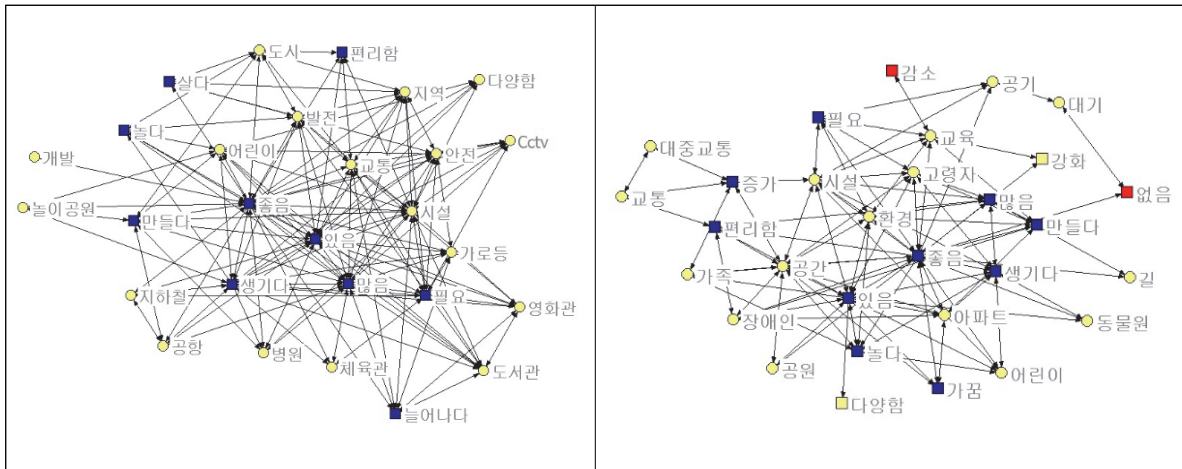 도시
편리함
살다
지역
다양함
발전
놀다
어린이
안전
Cctv
교통
개발
좋음
놀이공원
만들다
시설
있음
가로등
생기다
많음
지하철
필요
영화관
공항
병원
체육관
도서관
늘어나다
감소
공기
대기
필요
교육
대중교통
강화
증가
시설
고령자
없음
교통
많음
편리함
환경
만들다
좋음
가족
공간
생기다
길
있음
장애인
아파트
동물원
놀다
공원
어린이
가꿈
다양함